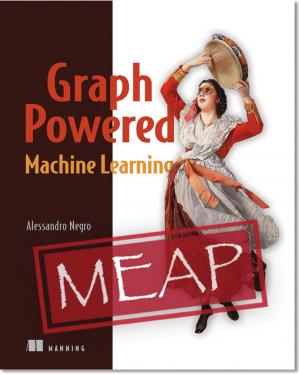 Graph
Powered
Machine Learning
Alessandro Negro
MEAP
MANNING